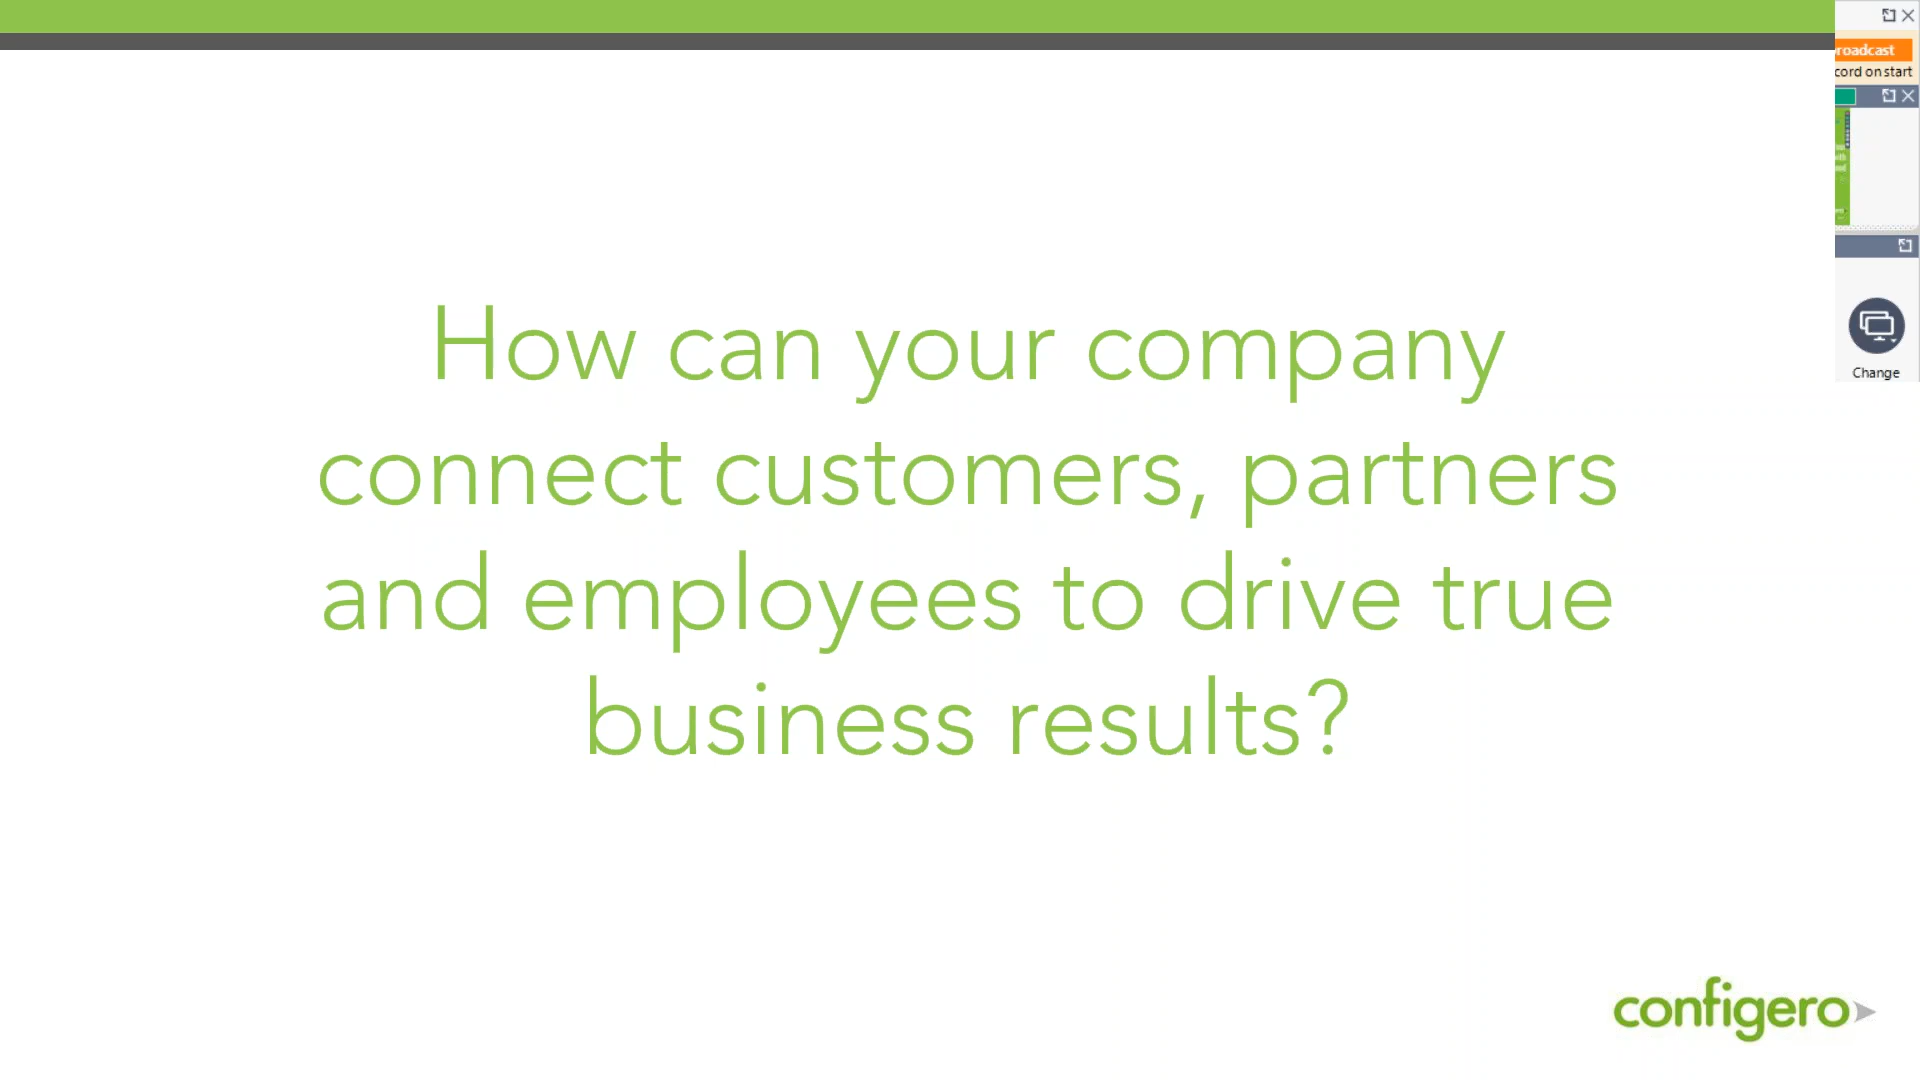 roadcast
cord on start
Change
How can your company
connect customers, partners
and employees to drive true
business results?
configero